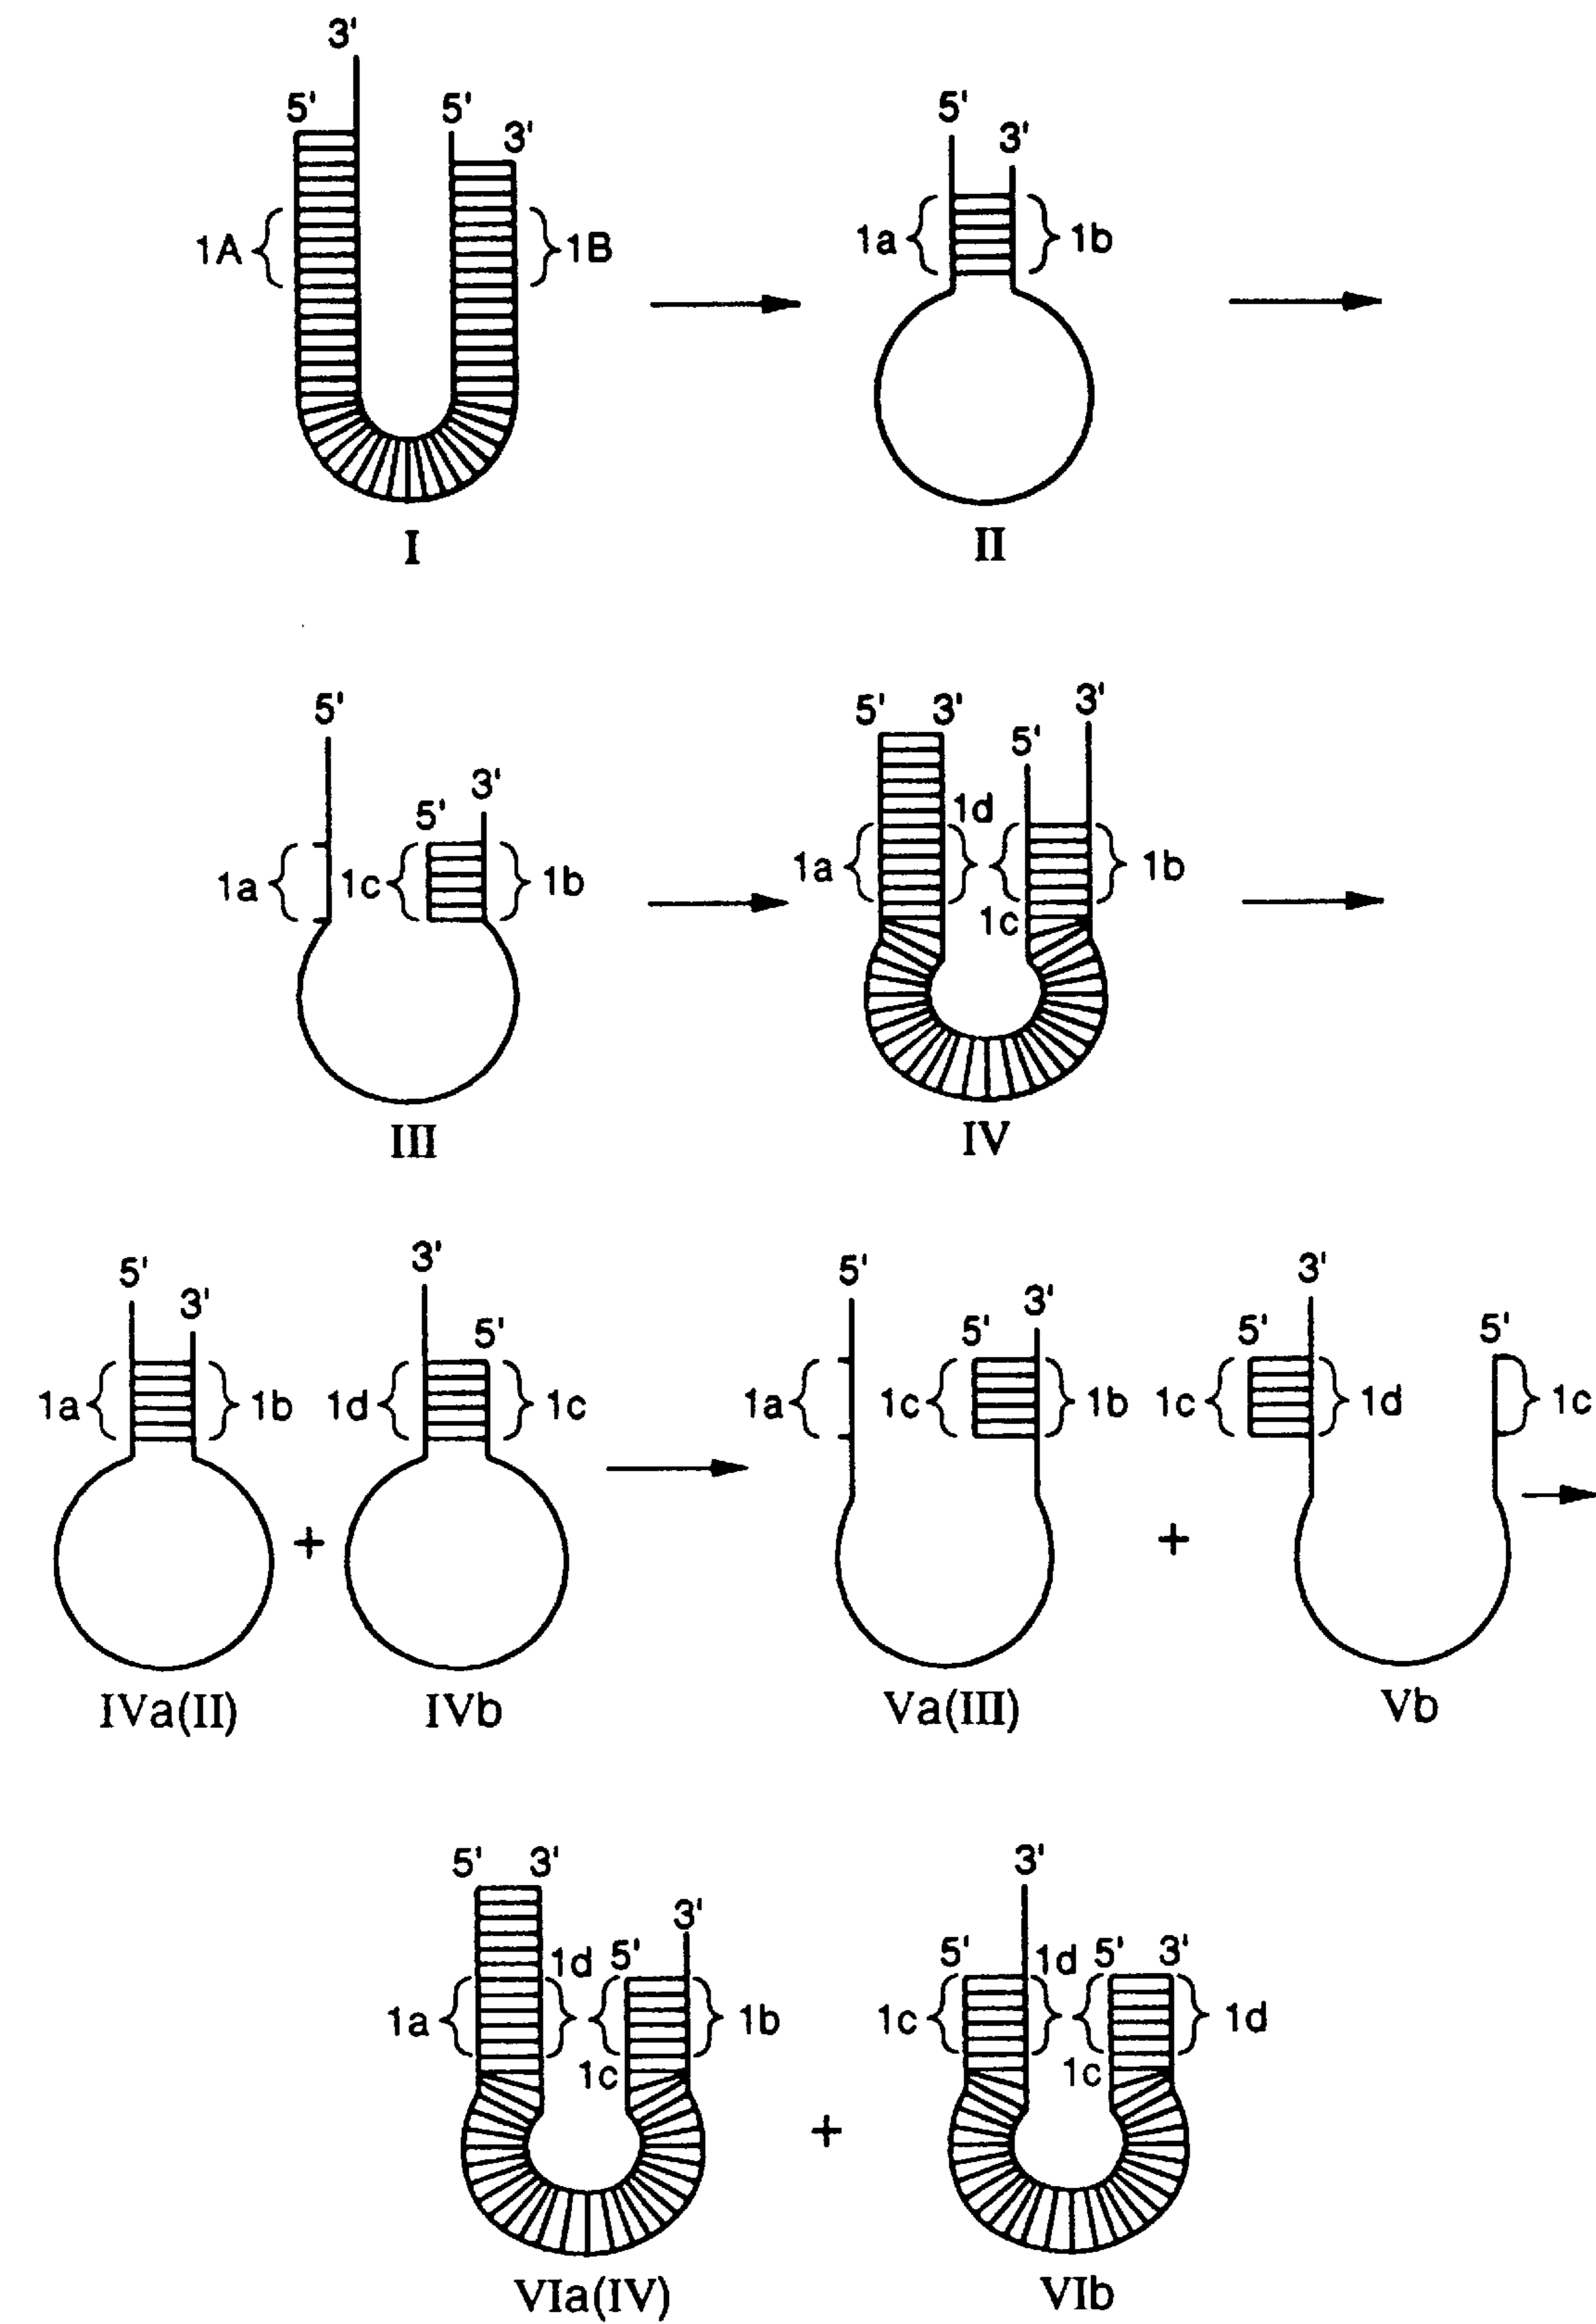 3'
5' 5' 3'
1A 1B
I
5' 3'
1a 1b
II
5' 5' 3'
1a 1c 1b
III
5' 3' 5' 3'
1d
1a 1b
1c
IV
5' 3'
1a 1b
IVa(II)
+
3' 5'
1d 1c
IVb
5' 5' 3'
1a 1c 1b
Va(III)
+
5' 3' 5'
1c 1d 1c
Vb
5' 3' 1d 5' 3'
1a 1b
1c
VIa(IV)
+
5' 3' 1d 5' 3'
1c 1d
1c
VIb